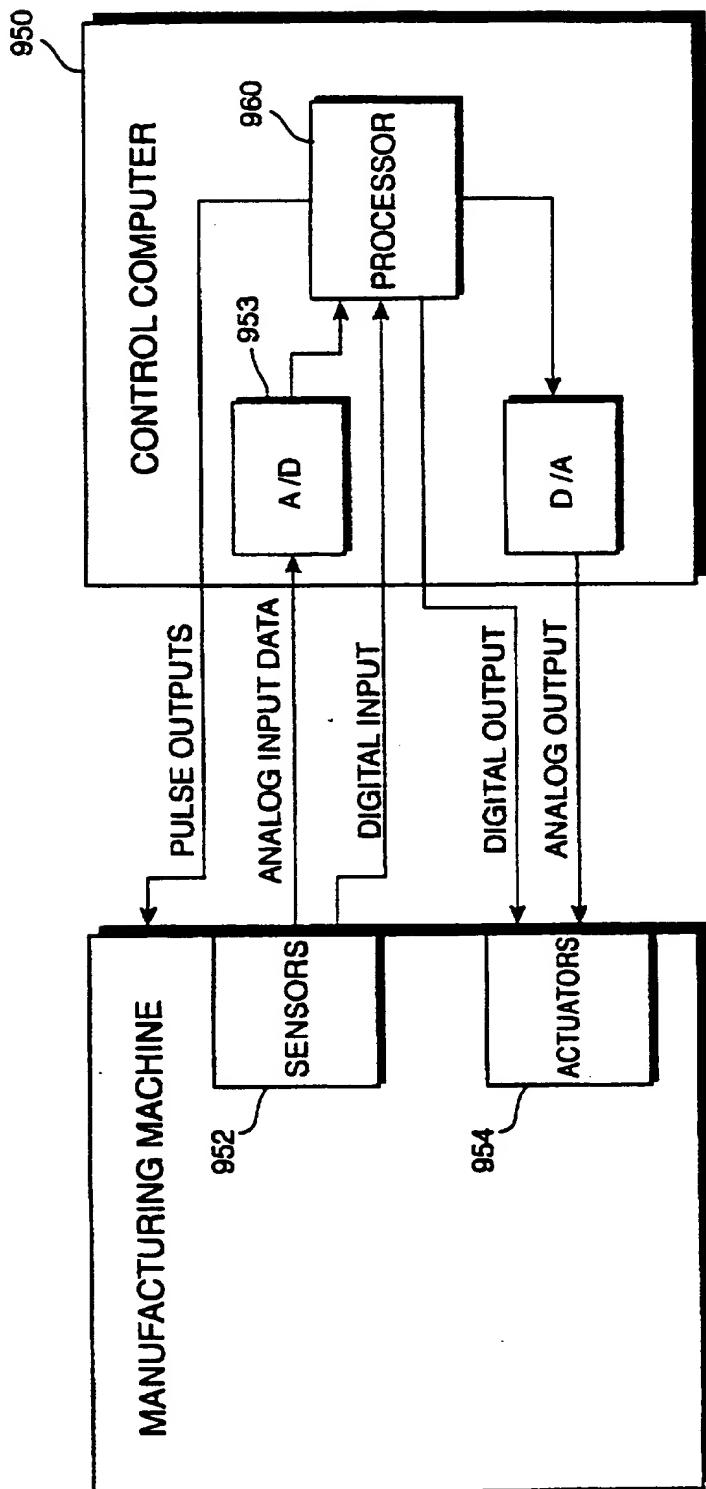 950
CONTROL COMPUTER
960
PROCESSOR
953
A/D
D/A
PULSE OUTPUTS
ANALOG INPUT DATA
DIGITAL INPUT
DIGITAL OUTPUT
ANALOG OUTPUT
MANUFACTURING MACHINE
SENSORS
952
ACTUATORS
954